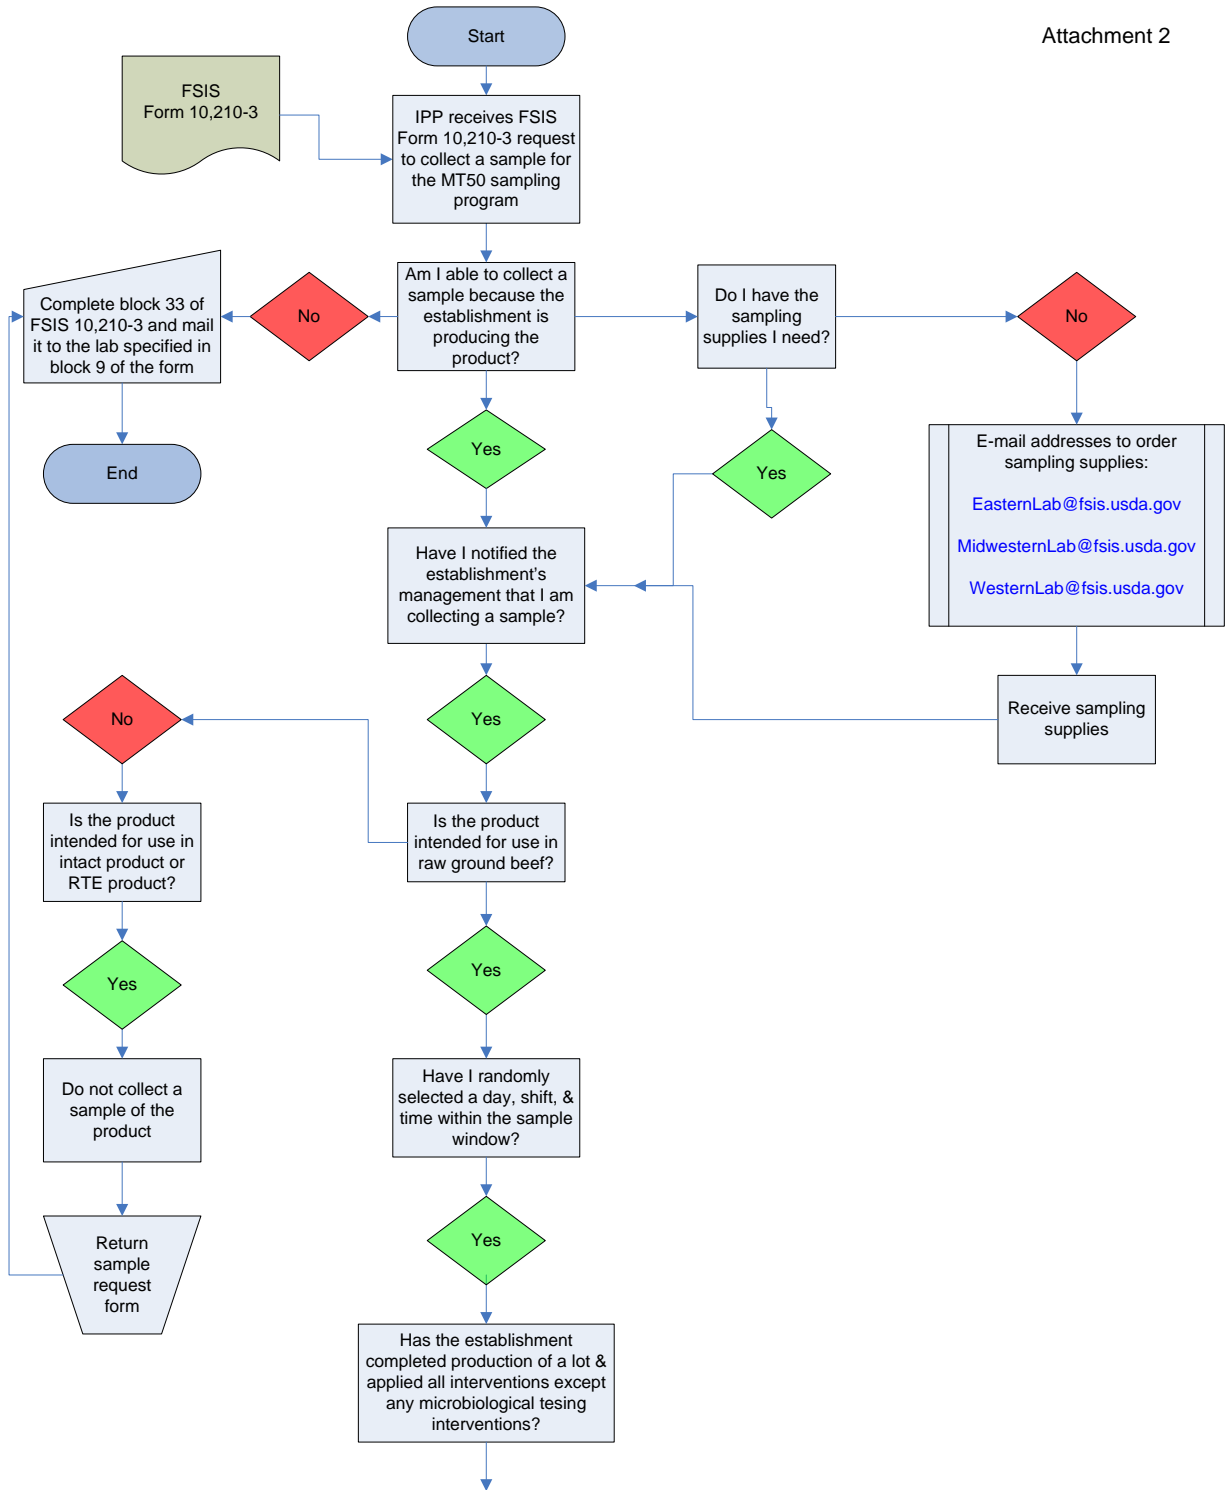 Attachment 2
Start
FSIS
Form 10,210-3
IPP receives FSIS
Form 10,210-3 request
to collect a sample for
the MT50 sampling
program
Complete block 33 of
FSIS 10,210-3 and mail
it to the lab specified in
block 9 of the form
No
Am I able to collect a
sample because the
establishment is
producing the
product?
Do I have the
sampling
supplies I need?
No
End
Yes
Yes
E-mail addresses to order
sampling supplies:
EasternLab@fsis.usda.gov
MidwesternLab@fsis.usda.gov
WesternLab@fsis.usda.gov
Have I notified the
establishment's
management that I am
collecting a sample?
No
Yes
Receive sampling
supplies
Is the product
intended for use in
intact product or
RTE product?
Is the product
intended for use in
raw ground beef?
Yes
Yes
Do not collect a
sample of the
product
Have I randomly
selected a day, shift, &
time within the sample
window?
Return
sample
request
form
Yes
Has the establishment
completed production of a lot &
applied all interventions except
any microbiological tesing
interventions?